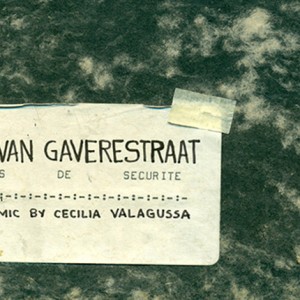 VAN GAVERESTRAAT
S DE SECURITE
-:-:-:-:-:-:-:-:-:-:-:-:-
MIC BY CECILIA VALAGUSSA